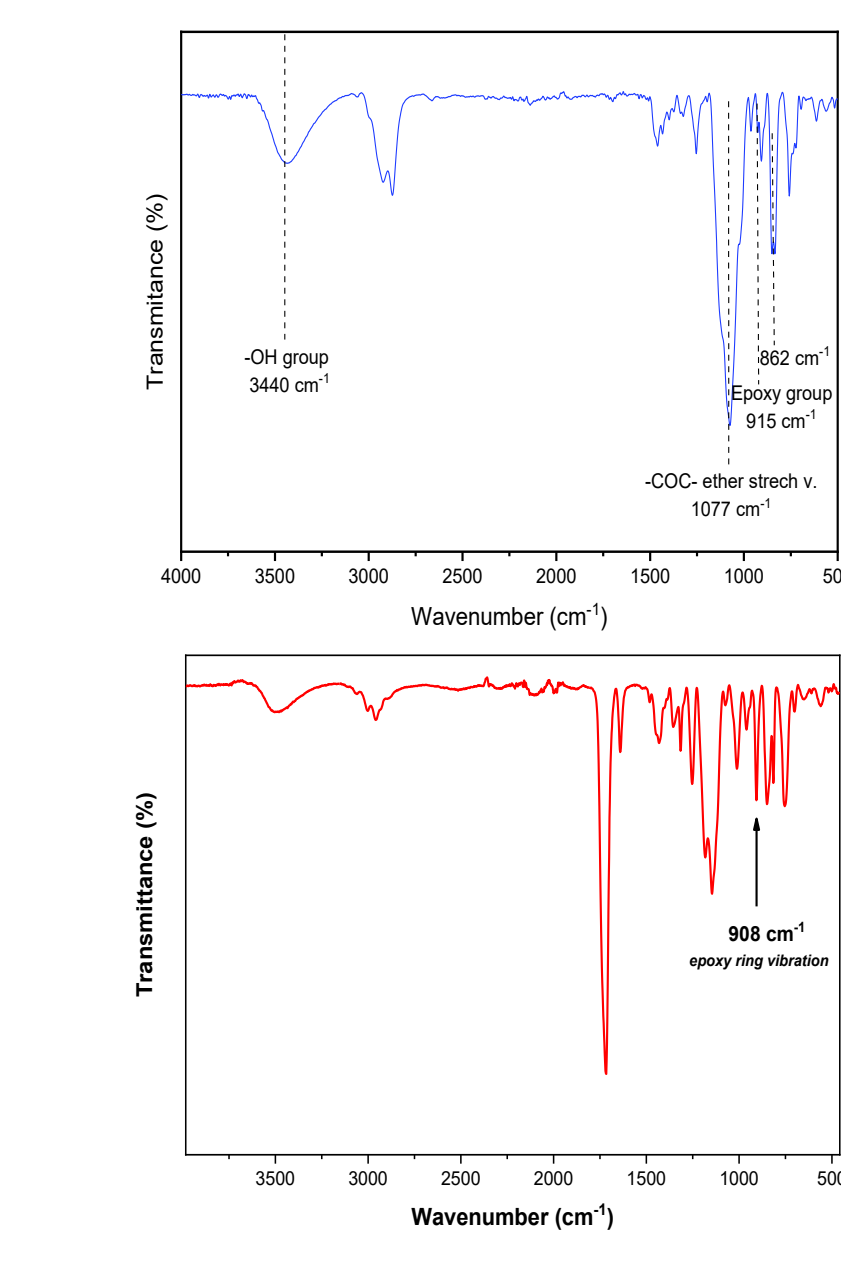 Transmitance (%)
-OH group
3440 cm-1
862 cm-1
Epoxy group
915 cm-1
-COC- ether strech v.
1077 cm-1
4000 3500 3000 2500 2000 1500 1000 50
Wavenumber (cm-1)
Transmittance (%)
908 cm-1
epoxy ring vibration
3500 3000 2500 2000 1500 1000 500
Wavenumber (cm-1)